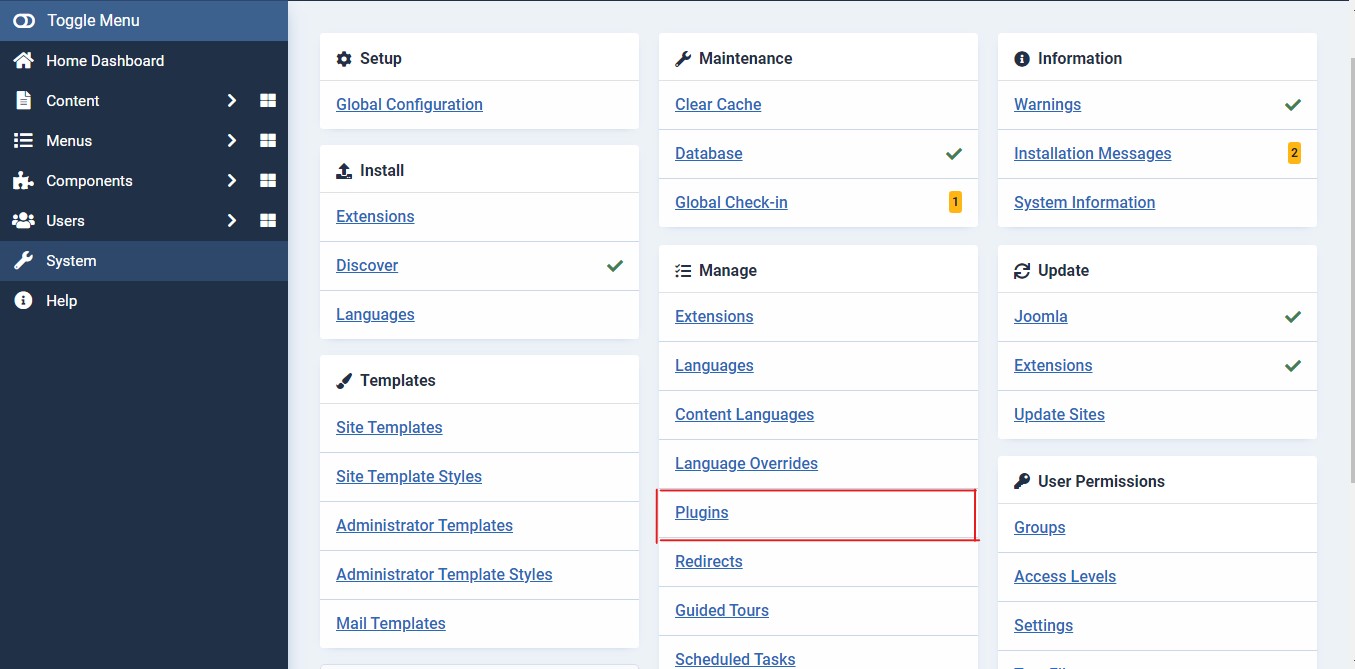 Toggle Menu
Home Dashboard
Content
Menus
Components
Users
System
Help
Setup
Global Configuration
Install
Extensions
Discover
Languages
Templates
Site Templates
Site Template Styles
Administrator Templates
Administrator Template Styles
Mail Templates
Maintenance
Clear Cache
Database
Global Check-in 1
Manage
Extensions
Languages
Content Languages
Language Overrides
Plugins
Redirects
Guided Tours
Scheduled Tasks
Information
Warnings
Installation Messages 2
System Information
Update
Joomla
Extensions
Update Sites
User Permissions
Groups
Access Levels
Settings